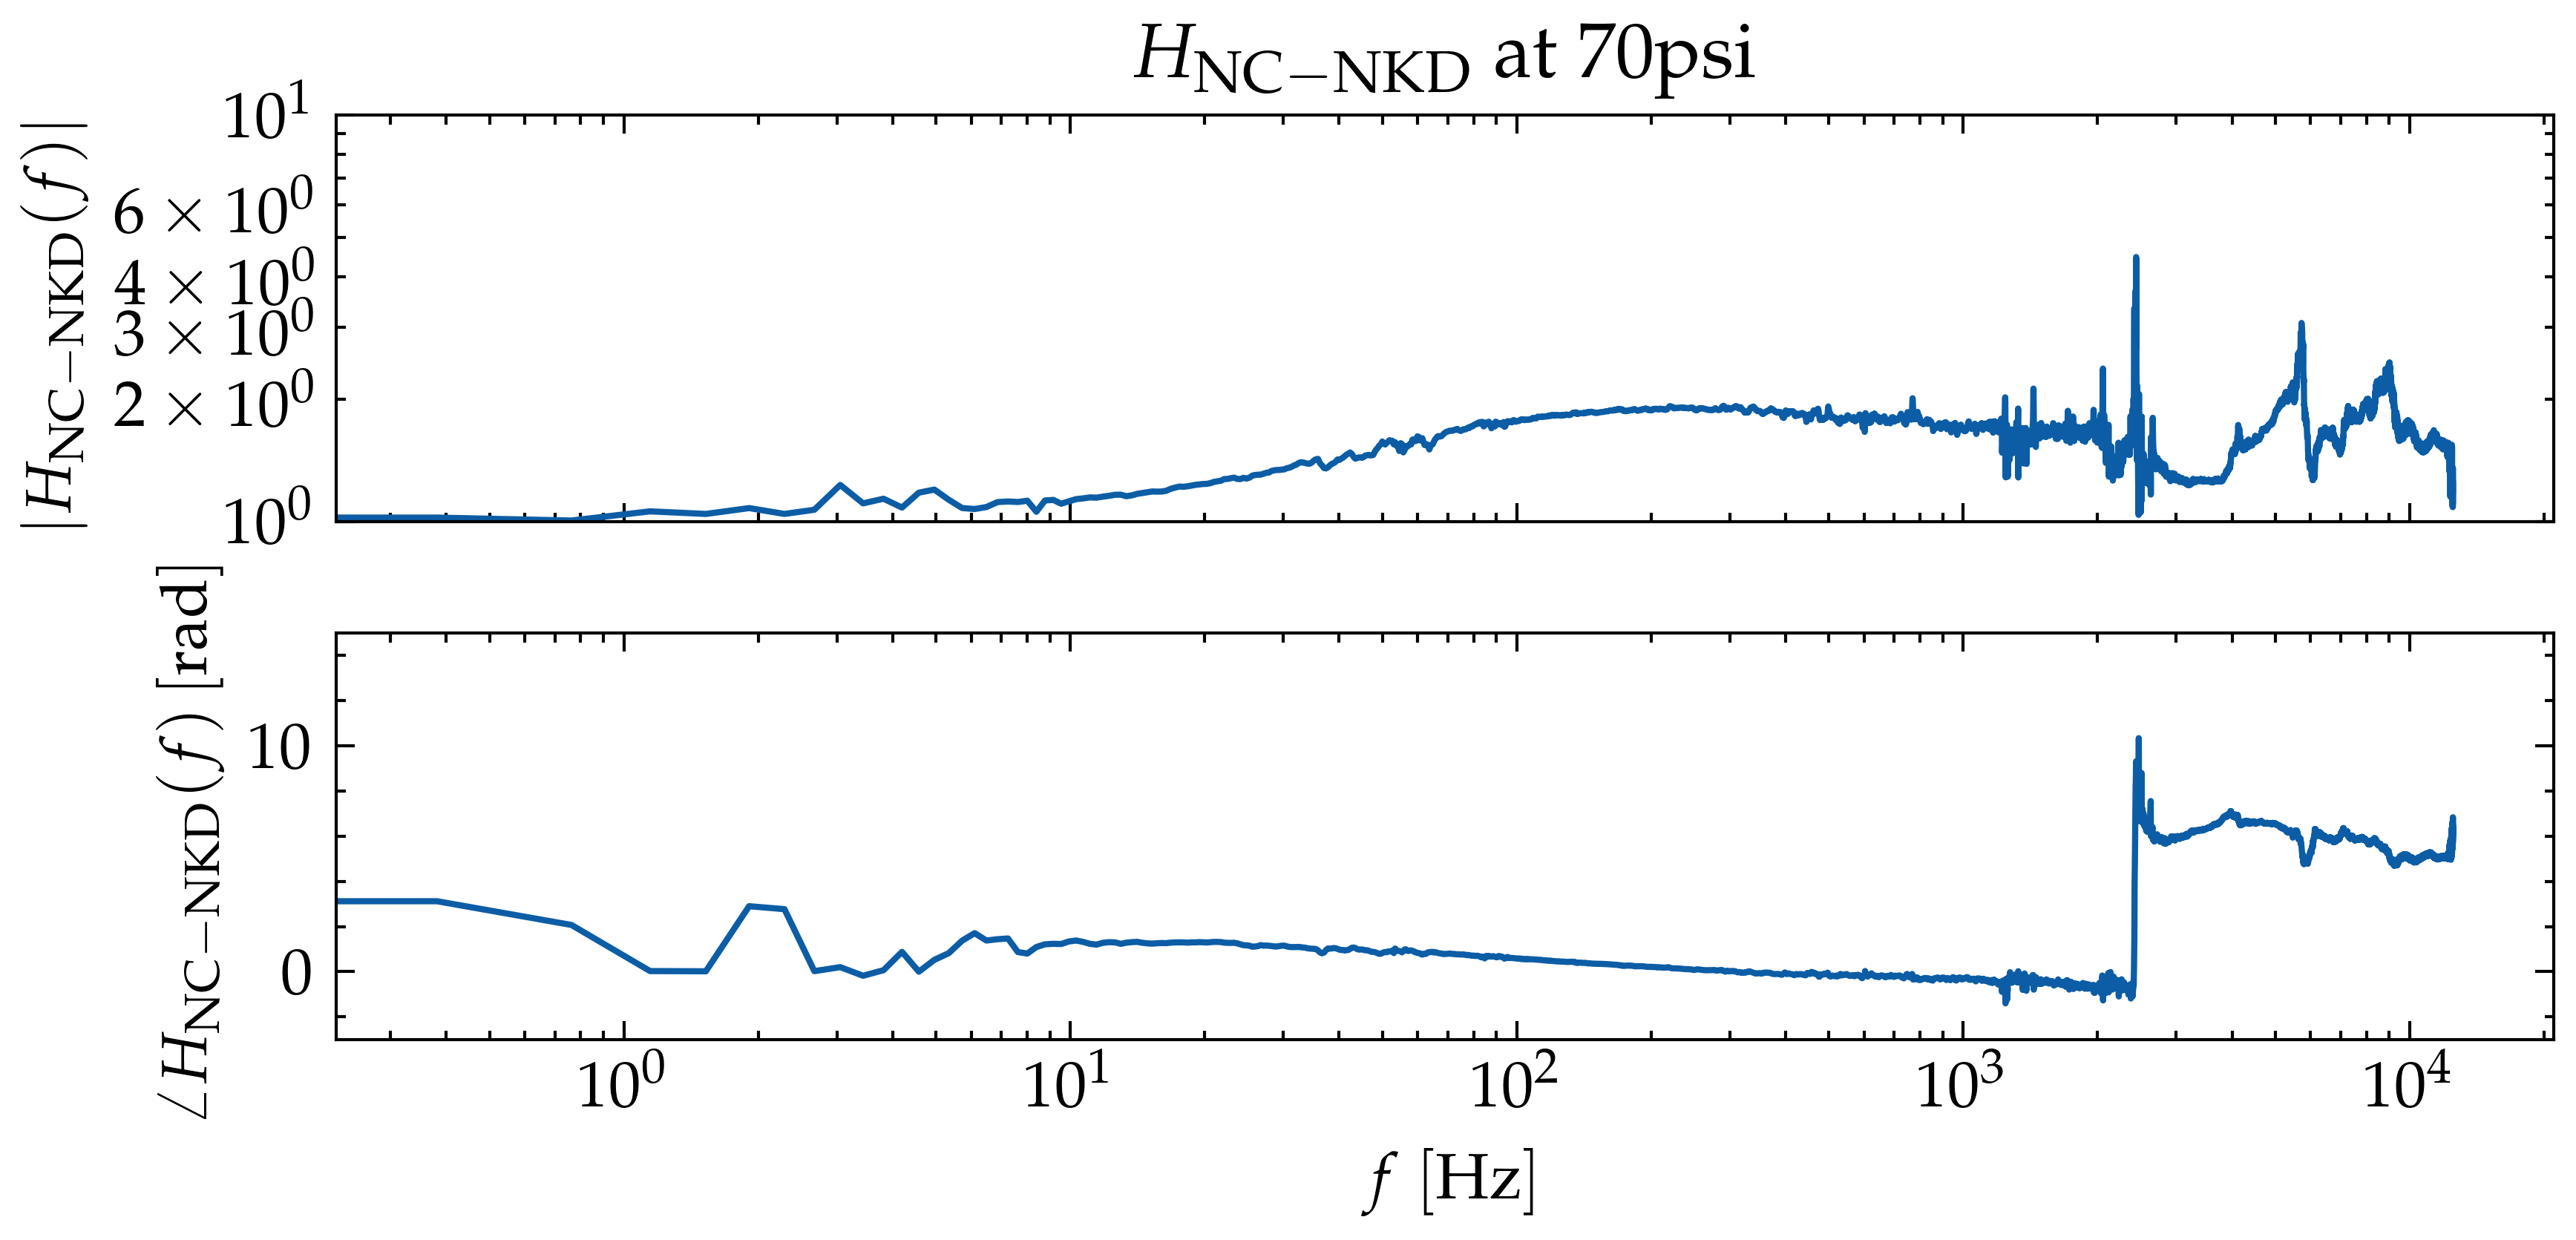 H_NC−NKD at 70psi
|H_NC−NKD(f)|
10^1
6 × 10^0
4 × 10^0
3 × 10^0
2 × 10^0
10^0
∠H_NC−NKD(f) [rad]
10
0
10^0 10^1 10^2 10^3 10^4
f [Hz]